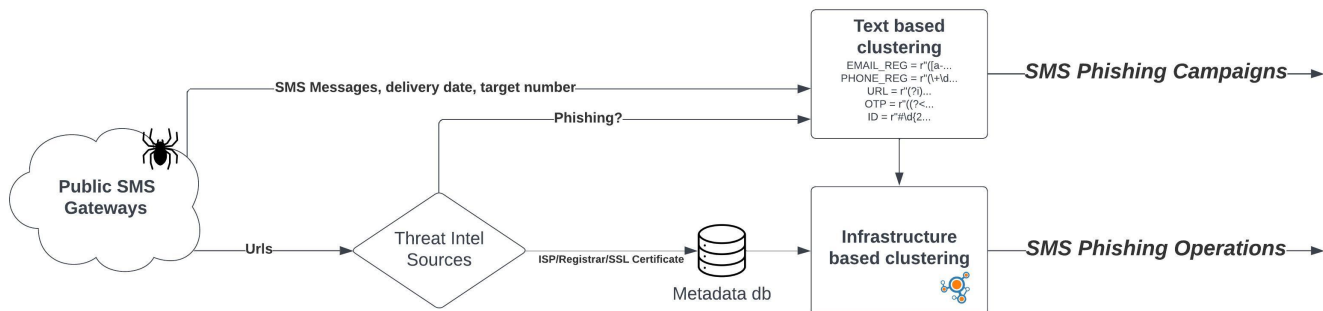 Text based
clustering
EMAIL_REG = r"([a-...
PHONE_REG = r"(\+\d...
URL = r"(?i)...
OTP = r"((?<...
ID = r"#\d{2...
SMS Phishing Campaigns
SMS Messages, delivery date, target number
Phishing?
Public SMS
Gateways
Urls
Threat Intel
Sources
ISP/Registrar/SSL Certificate
Metadata db
Infrastructure
based clustering
SMS Phishing Operations